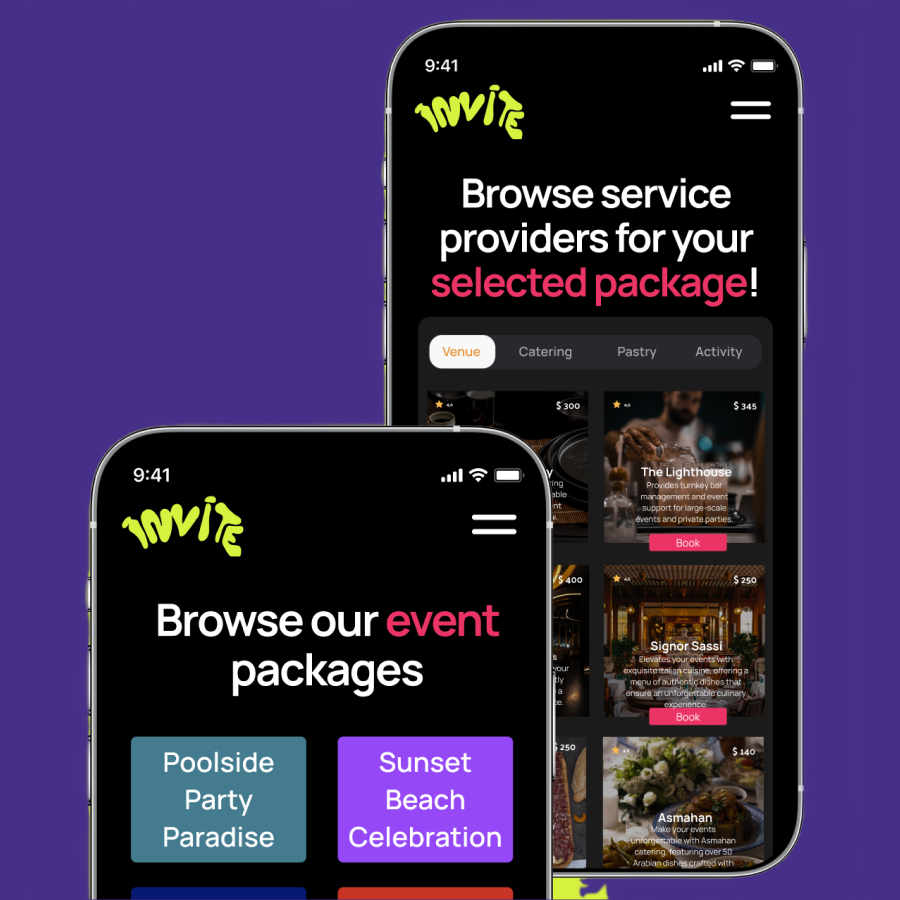 9:41
INVITE
Browse service
providers for your
selected package!
Venue Catering Pastry Activity
4.6 $ 300
4.6 $ 345
The Lighthouse
Provides turnkey bar
management and event
support for large-scale
events and private parties.
Book
$ 400
4.6 $ 250
Signor Sassi
Elevates your events with
exquisite Italian cuisine, offering a
menu of authentic dishes that
ensure an unforgettable culinary
experience
Book
$ 250
$ 140
Asmahan
Make your events
unforgettable with Asmahan
catering, featuring over 50
Arabian dishes crafted with
9:41
INVITE
Browse our event
packages
Poolside
Party
Paradise
Sunset
Beach
Celebration